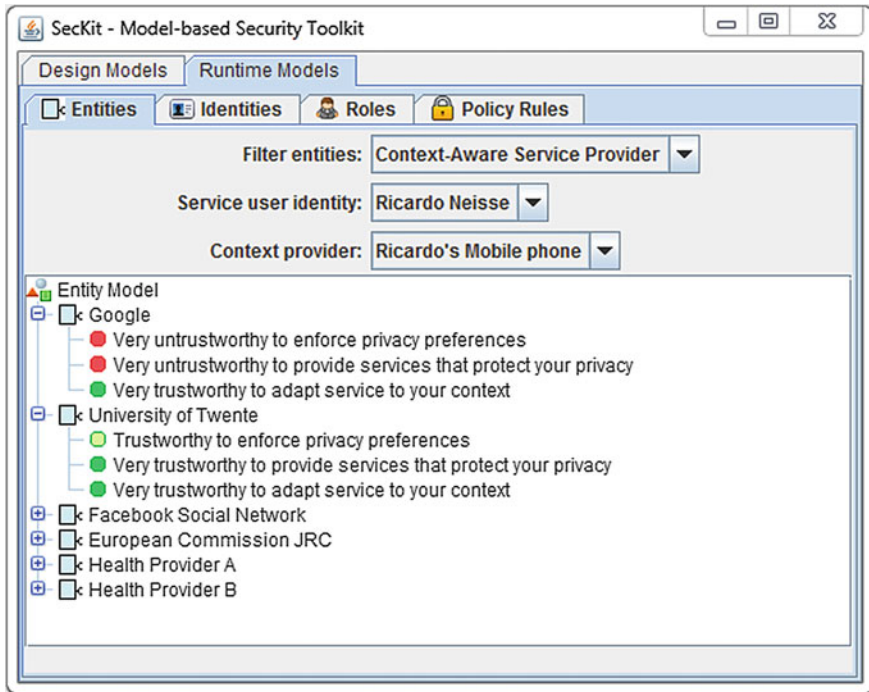 SecKit - Model-based Security Toolkit
Design Models Runtime Models
Entities Identities Roles Policy Rules
Filter entities: Context-Aware Service Provider
Service user identity: Ricardo Neisse
Context provider: Ricardo's Mobile phone
Entity Model
Google
Very untrustworthy to enforce privacy preferences
Very untrustworthy to provide services that protect your privacy
Very trustworthy to adapt service to your context
University of Twente
Trustworthy to enforce privacy preferences
Very trustworthy to provide services that protect your privacy
Very trustworthy to adapt service to your context
Facebook Social Network
European Commission JRC
Health Provider A
Health Provider B